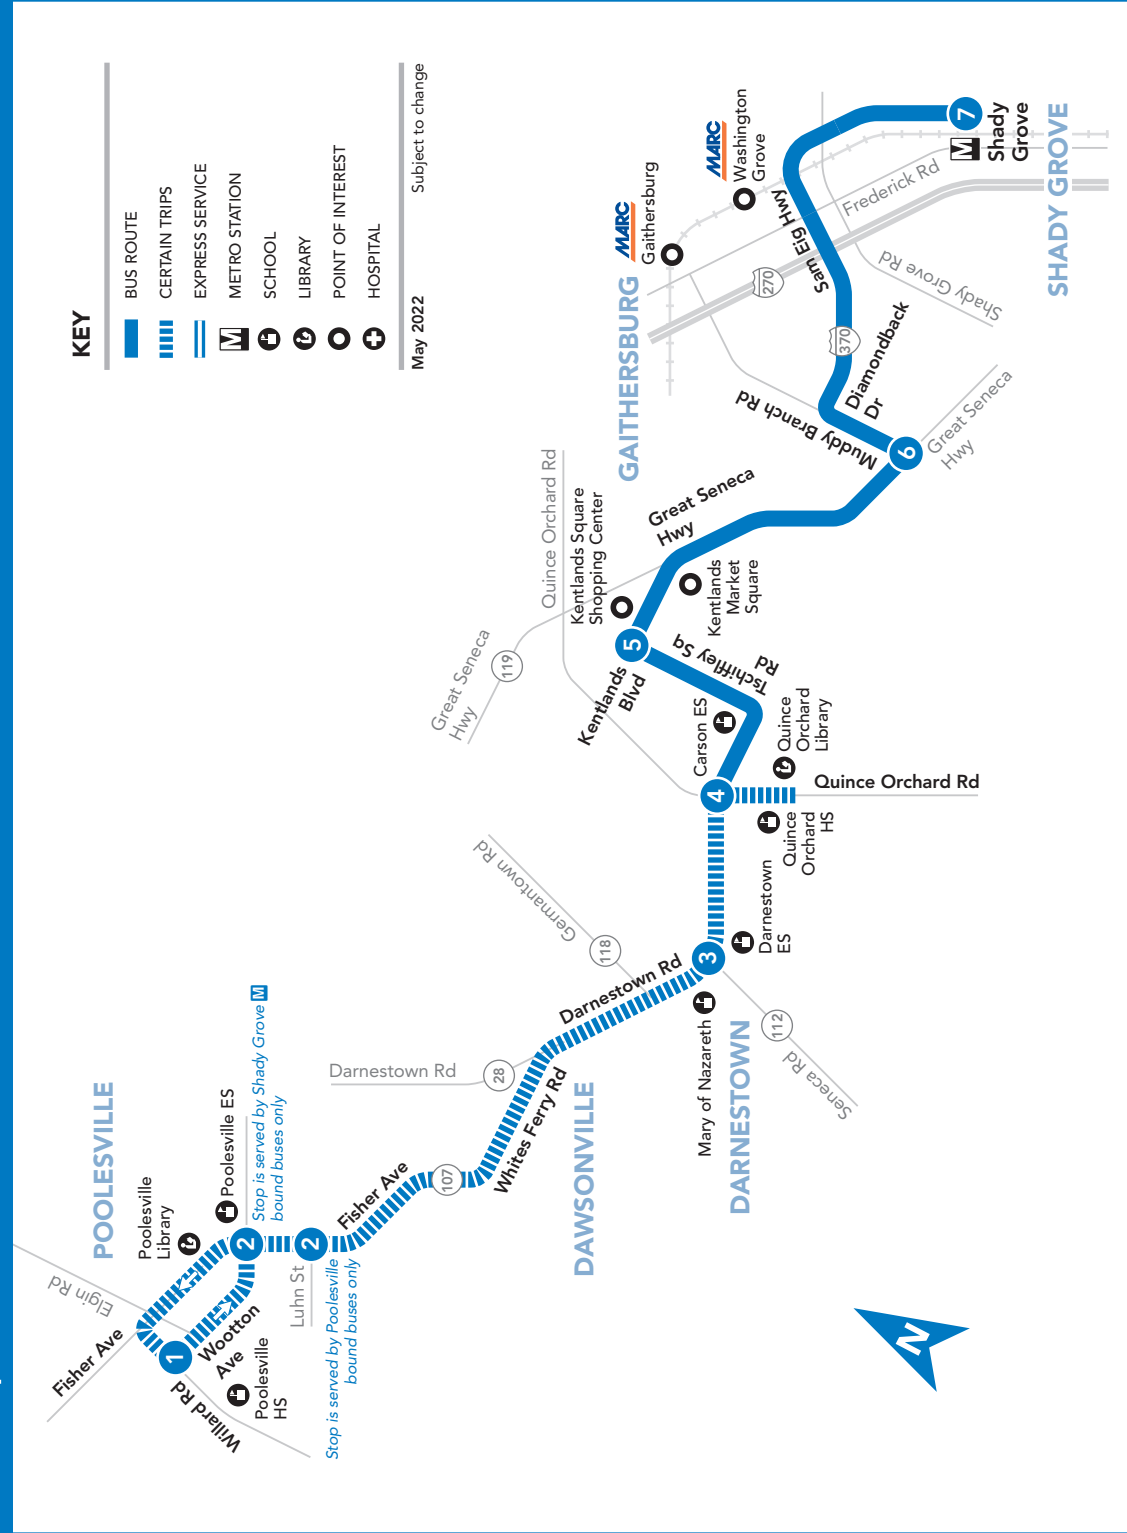 KEY
BUS ROUTE
CERTAIN TRIPS
EXPRESS SERVICE
METRO STATION
SCHOOL
LIBRARY
POINT OF INTEREST
HOSPITAL
May 2022
Subject to change
POOLESVILLE
Fisher Ave
Elgin Rd
Poolesville
Library
Poolesville ES
Stop is served by Shady Grove M
bound buses only
1
2
2
Wootton
Ave
Willard Rd
Poolesville
HS
Luhn St
Stop is served by Poolesville
bound buses only
Fisher Ave
107
Whites Ferry Rd
DAWSONVILLE
Darnestown Rd
28
Darnestown Rd
Germantown Rd
118
3
Mary of Nazareth
DARNESTOWN
112
Seneca Rd
Darnestown
ES
4
Carson ES
Quince
Orchard
HS
Quince
Orchard
Library
Quince Orchard Rd
Tschiffley Sq
Rd
Kentlands
Blvd
5
Great Seneca
Hwy
119
Quince Orchard Rd
Kentlands Square
Shopping Center
Kentlands
Market
Square
Great Seneca
Hwy
6
Great Seneca
Hwy
Muddy Branch Rd
Diamondback
Dr
GAITHERSBURG
370
270
Sam Eig Hwy
MARC
Gaithersburg
MARC
Washington
Grove
Frederick Rd
Shady Grove Rd
7
M
Shady
Grove
SHADY GROVE
N